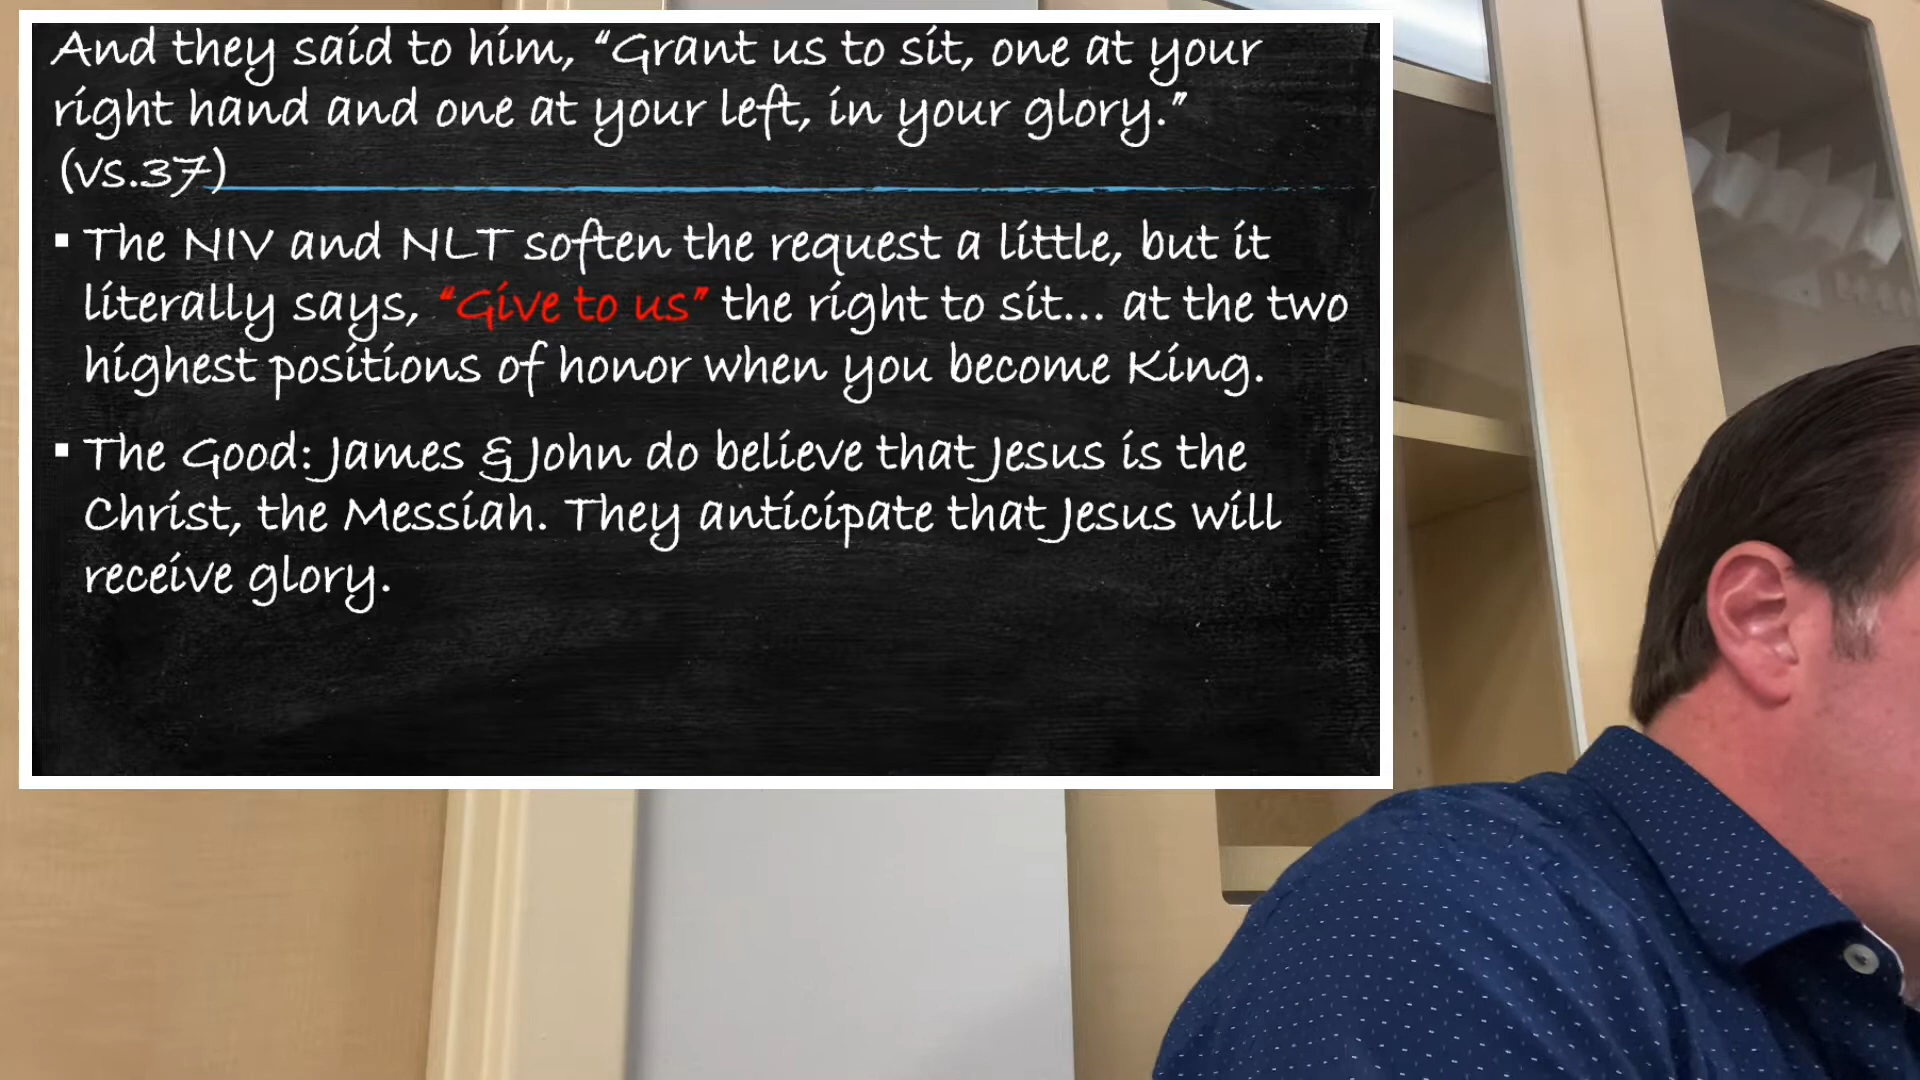 And they said to him, “Grant us to sit, one at your
right hand and one at your left, in your glory.”
(vs.37)
▪ The NIV and NLT soften the request a little, but it
literally says, “Give to us” the right to sit... at the two
highest positions of honor when you become King.
▪ The Good: James & John do believe that Jesus is the
Christ, the Messiah. They anticipate that Jesus will
receive glory.